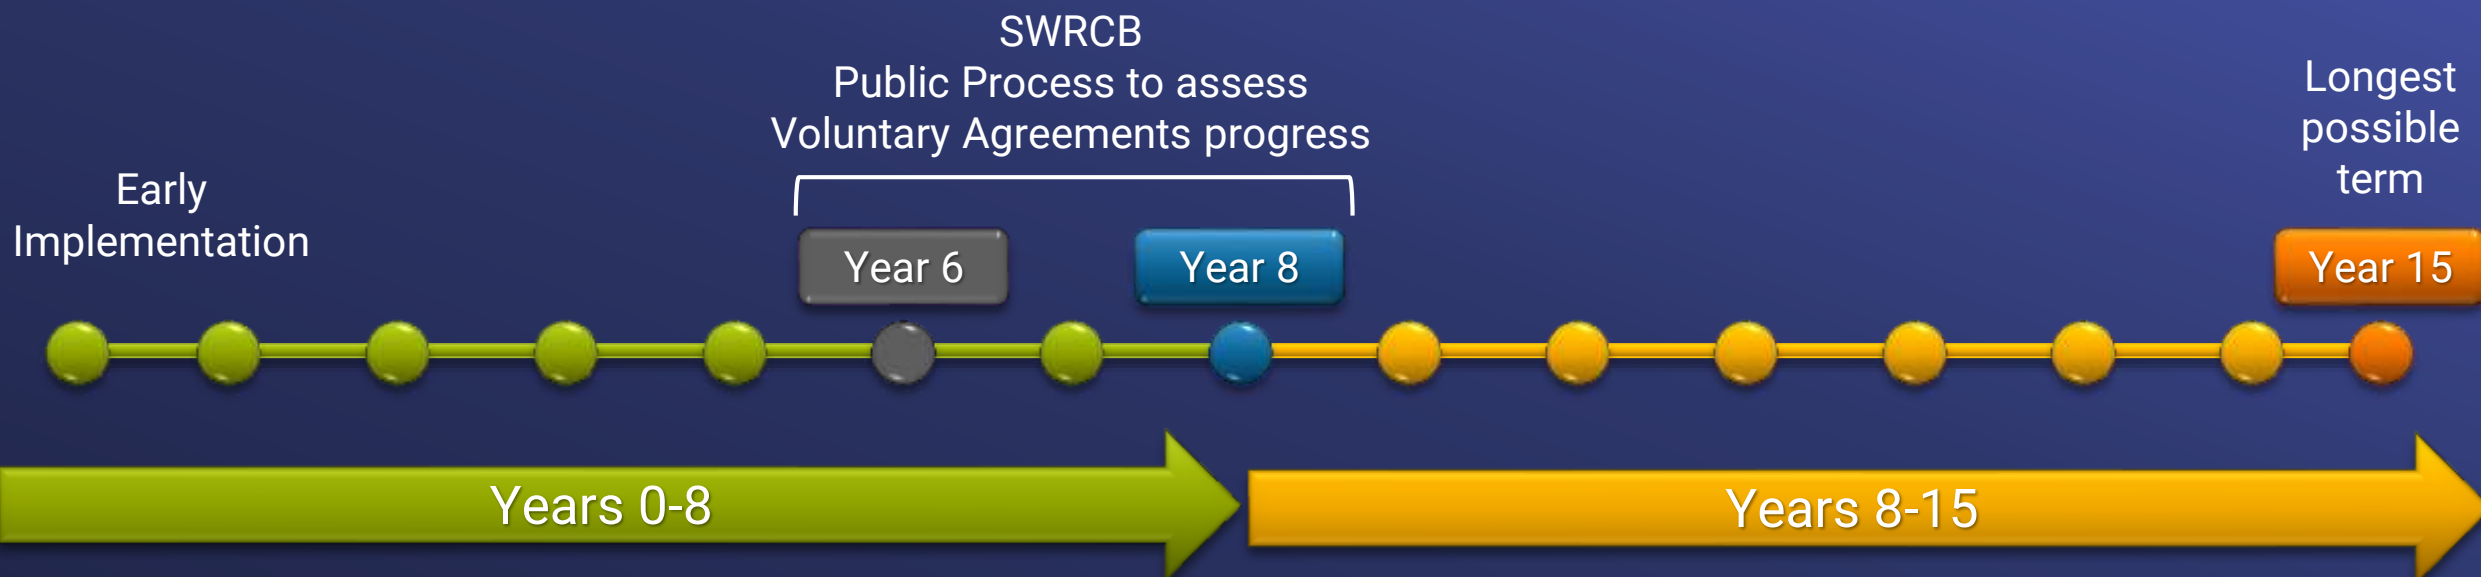 SWRCB
Public Process to assess
Voluntary Agreements progress
Longest
possible
term
Early
Implementation
Year 6
Year 8
Year 15
Years 0-8
Years 8-15